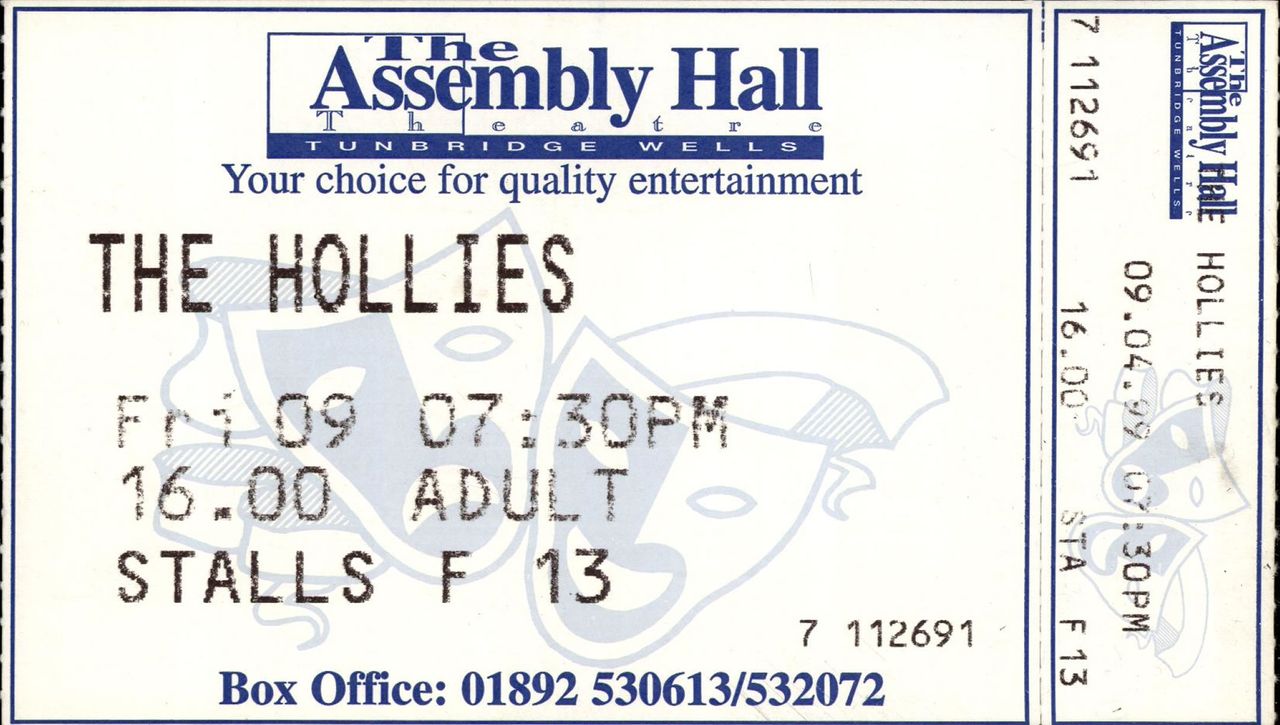 The
Assembly Hall
Theatre
TUNBRIDGE WELLS
Your choice for quality entertainment
THE HOLLIES
Fri 09 07:30PM
16.00 ADULT
STALLS F 13
7 112691
Box Office: 01892 530613/532072
The
Assembly Hall
Theatre
TUNBRIDGE WELLS
THE HOLLIES
09.04.99 07:30PM
16.00 STA F 13
7 112691